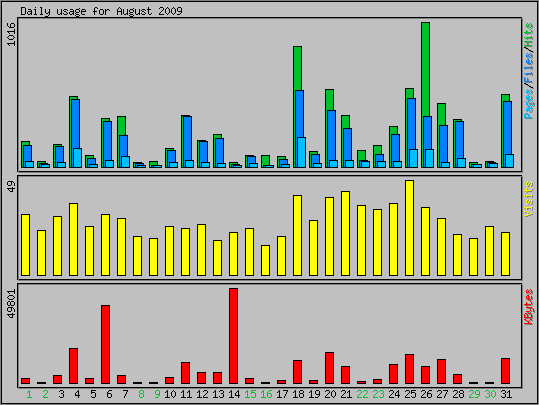 Daily usage for August 2009
1016
Pages/Files/Hits
49
Visits
49801
KBytes
1 2 3 4 5 6 7 8 9 10 11 12 13 14 15 16 17 18 19 20 21 22 23 24 25 26 27 28 29 30 31